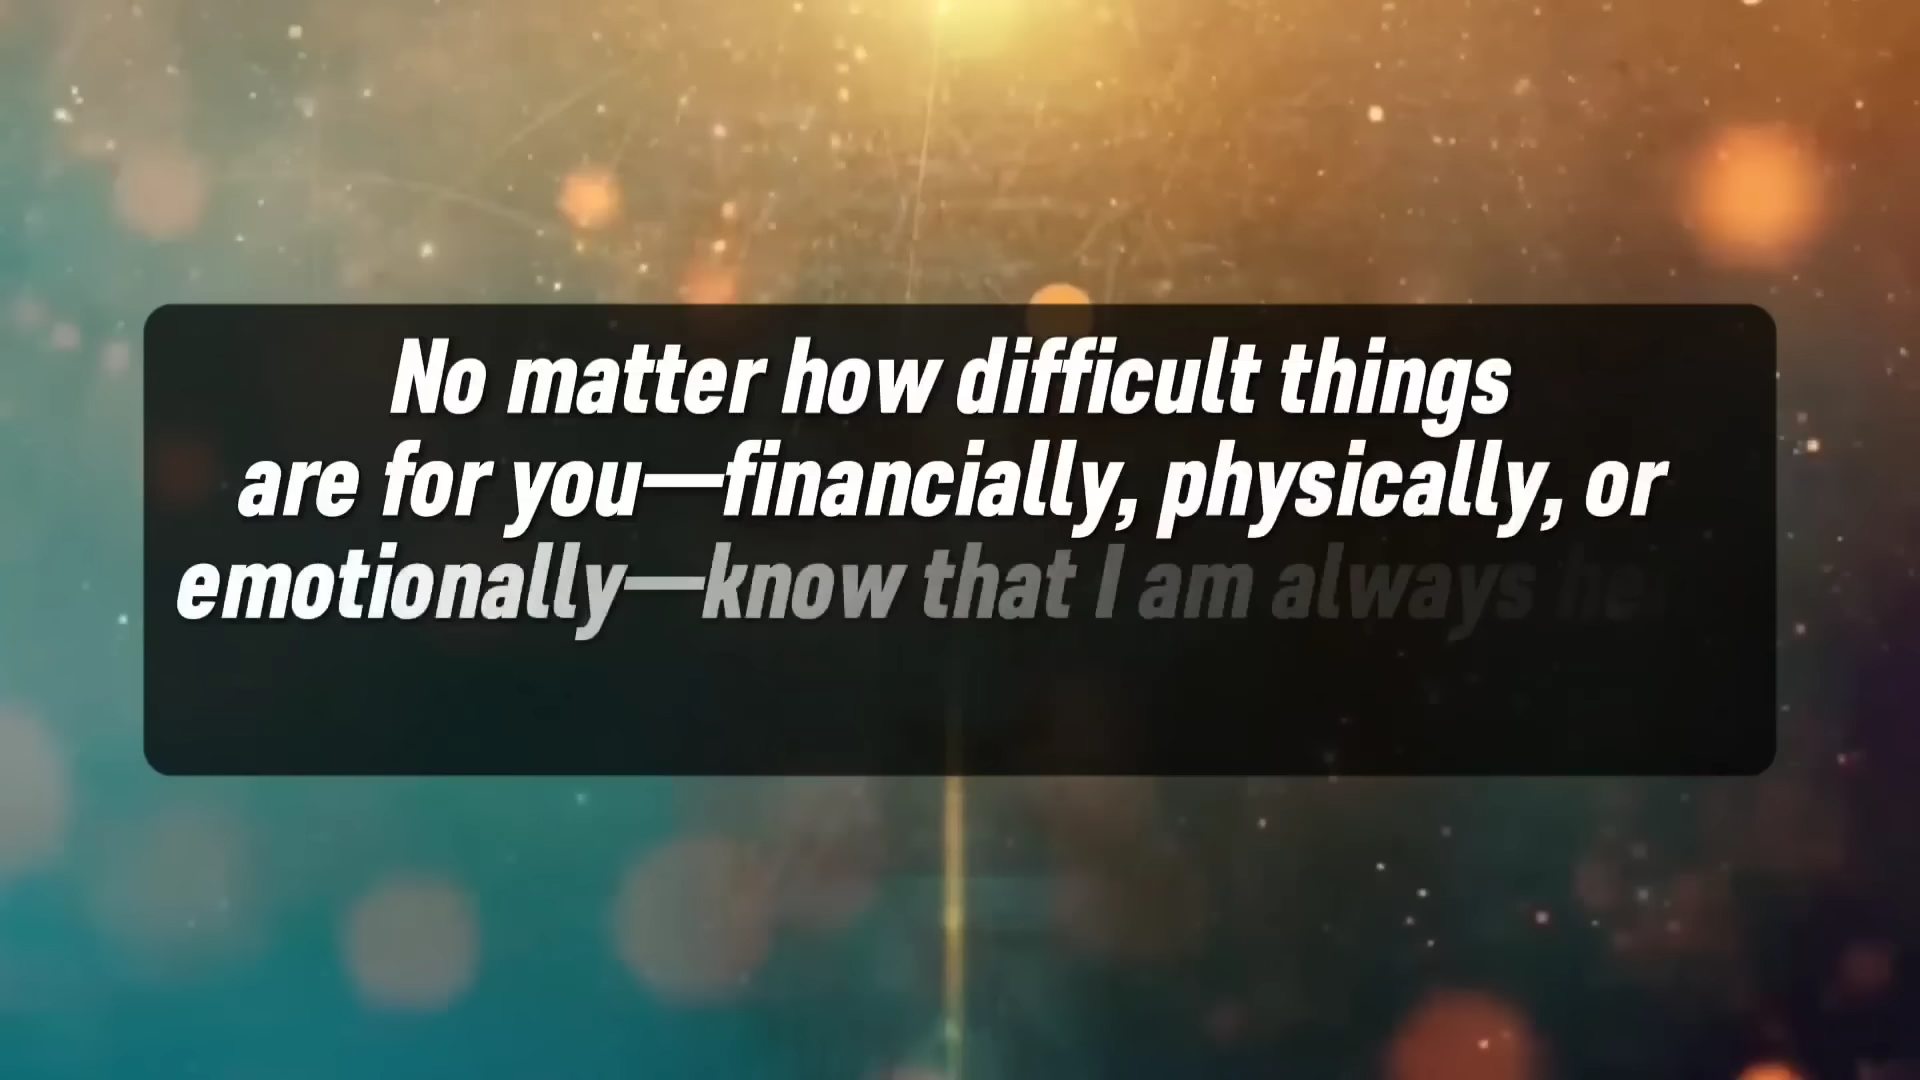 No matter how difficult things
are for you—financially, physically, or
emotionally—know that I am always